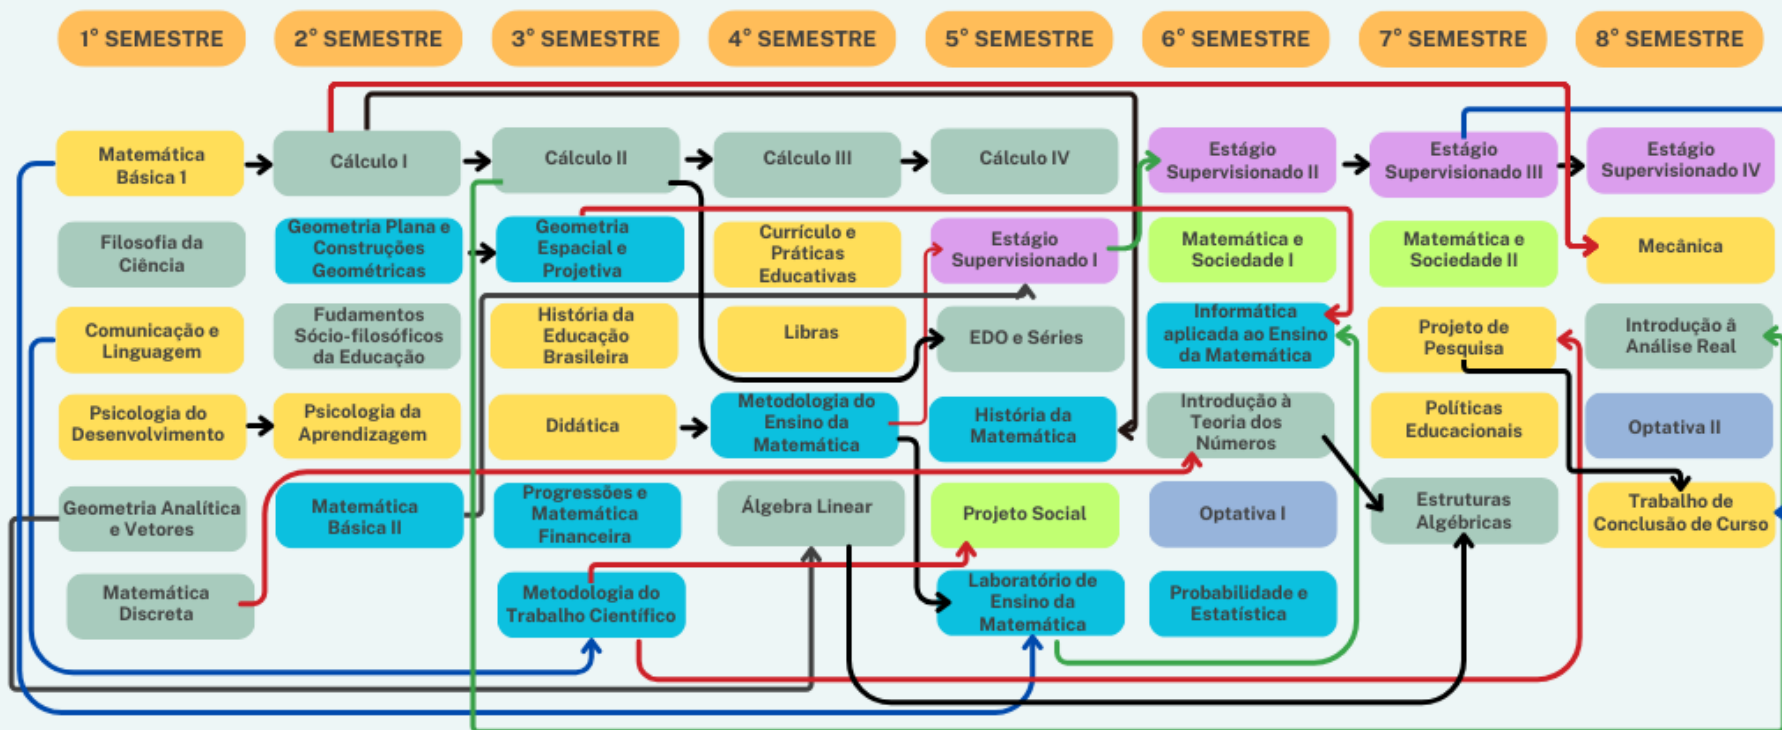 1° SEMESTRE
2° SEMESTRE
3° SEMESTRE
4° SEMESTRE
5° SEMESTRE
6° SEMESTRE
7° SEMESTRE
8° SEMESTRE
Matemática
Básica 1
Cálculo I
Cálculo II
Cálculo III
Cálculo IV
Estágio
Supervisionado II
Estágio
Supervisionado III
Estágio
Supervisionado IV
Filosofia da
Ciência
Geometria Plana e
Construções
Geométricas
Geometria
Espacial e
Projetiva
Currículo e
Práticas
Educativas
Estágio
Supervisionado I
Matemática e
Sociedade I
Matemática e
Sociedade II
Mecânica
Comunicação e
Linguagem
Fudamentos
Sócio-filosóficos
da Educação
História da
Educação
Brasileira
Libras
EDO e Séries
Informática
aplicada ao Ensino
da Matemática
Projeto de
Pesquisa
Introdução â
Análise Real
Psicologia do
Desenvolvimento
Psicologia da
Aprendizagem
Didática
Metodologia do
Ensino da
Matemática
História da
Matemática
Introdução à
Teoria dos
Números
Políticas
Educacionais
Optativa II
Geometria Analítica
e Vetores
Matemática
Básica II
Progressões e
Matemática
Financeira
Álgebra Linear
Projeto Social
Optativa I
Estruturas
Algébricas
Trabalho de
Conclusão de Curso
Matemática
Discreta
Metodologia do
Trabalho Científico
Laboratório de
Ensino da
Matemática
Probabilidade e
Estatística